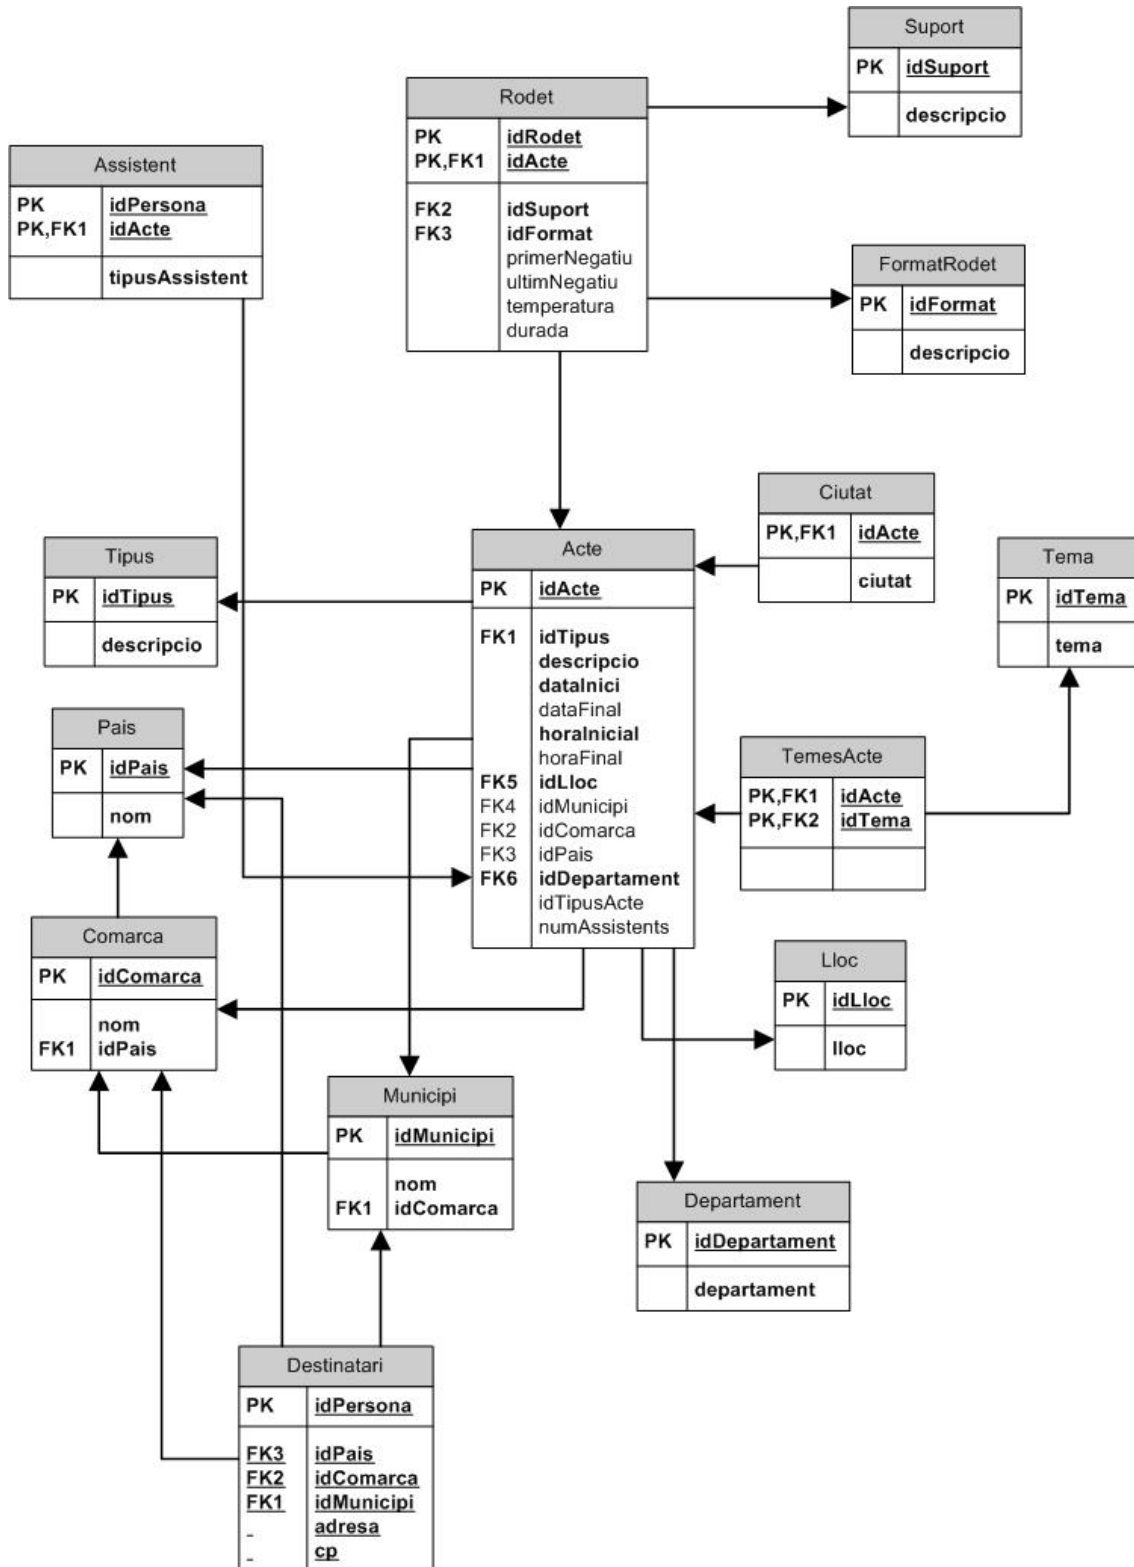 Suport
PK idSuport
descripcio
Rodet
PK idRodet
PK,FK1 idActe
FK2 idSuport
FK3 idFormat
primerNegatiu
ultimNegatiu
temperatura
durada
Assistent
PK idPersona
PK,FK1 idActe
tipusAssistent
FormatRodet
PK idFormat
descripcio
Ciutat
PK,FK1 idActe
ciutat
Acte
PK idActe
FK1 idTipus
descripcio
dataInici
dataFinal
horaInicial
horaFinal
FK5 idLloc
FK4 idMunicipi
FK2 idComarca
FK3 idPais
FK6 idDepartament
idTipusActe
numAssistents
Tipus
PK idTipus
descripcio
Tema
PK idTema
tema
Pais
PK idPais
nom
TemesActe
PK,FK1 idActe
PK,FK2 idTema
Comarca
PK idComarca
nom
FK1 idPais
Lloc
PK idLloc
lloc
Municipi
PK idMunicipi
nom
FK1 idComarca
Departament
PK idDepartament
departament
Destinatari
PK idPersona
FK3 idPais
FK2 idComarca
FK1 idMunicipi
adresa
cp